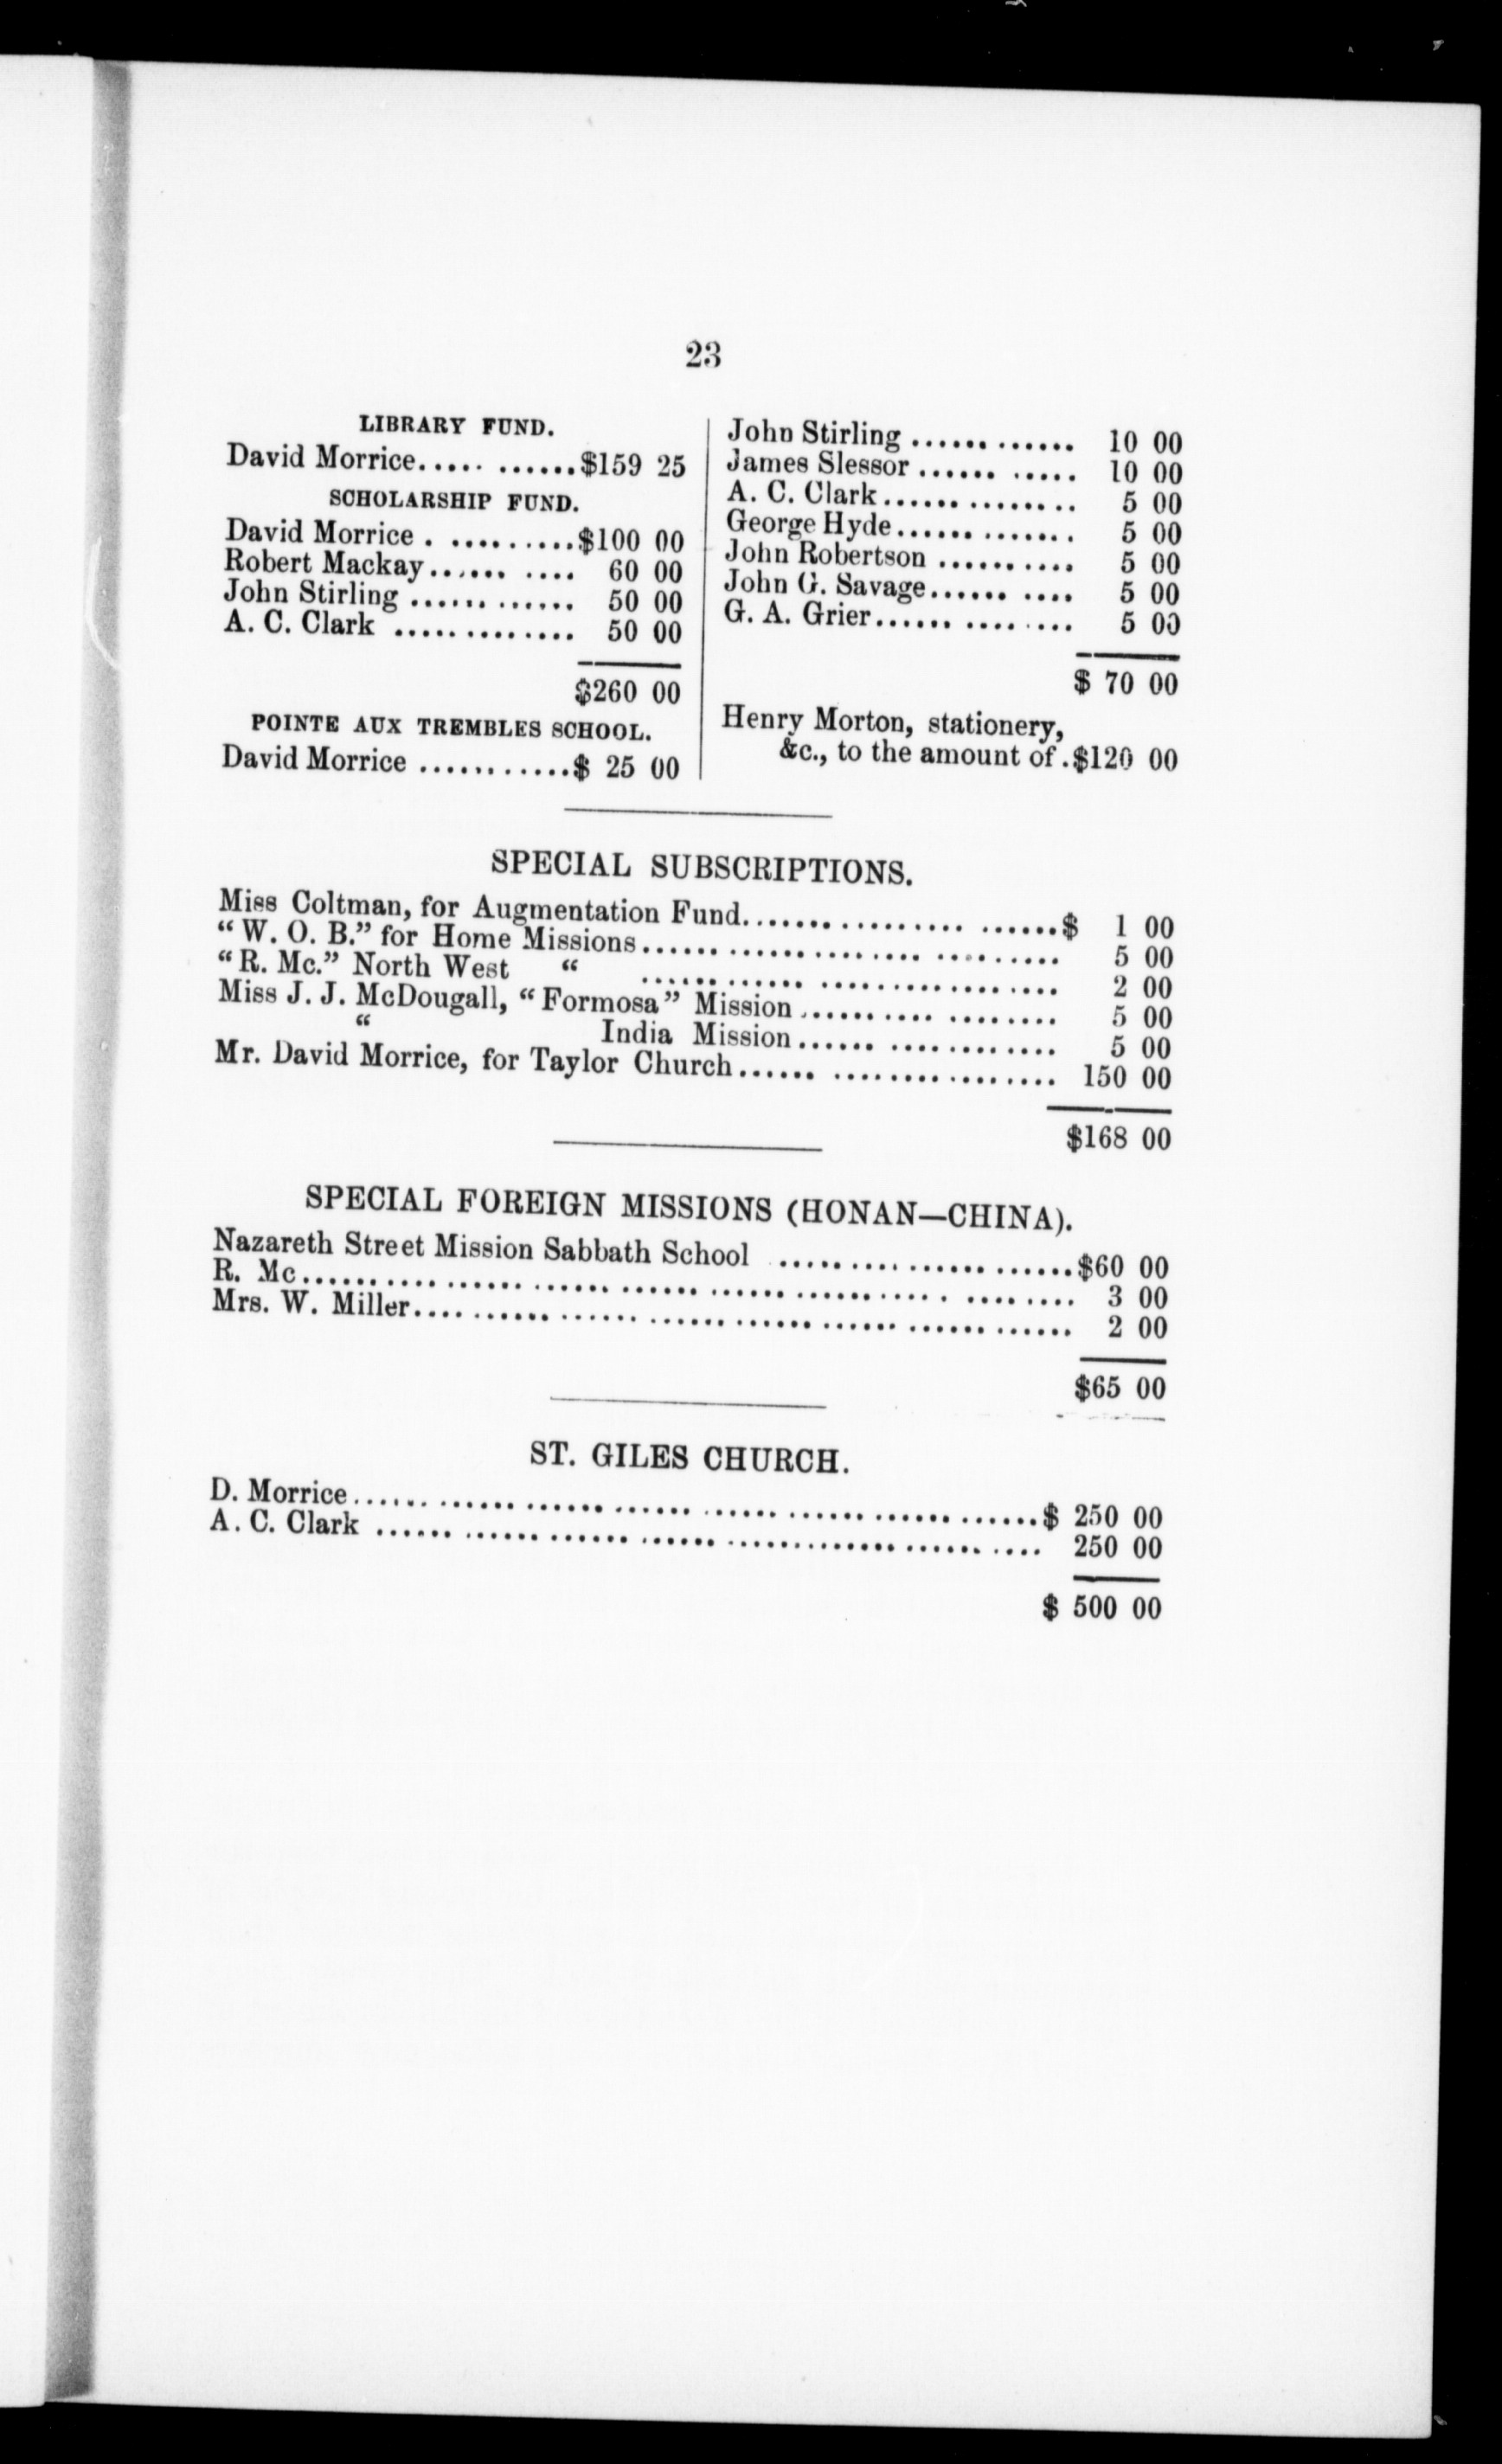 23
LIBRARY FUND.
David Morrice..... ......$159 25
SCHOLARSHIP FUND.
David Morrice . ..........$100 00
Robert Mackay...... .... 60 00
John Stirling ............ 50 00
A. C. Clark .............. 50 00
$260 00
POINTE AUX TREMBLES SCHOOL.
David Morrice ...........$ 25 00
John Stirling ............ 10 00
James Slessor ...... ..... 10 00
A. C. Clark.............. 5 00
George Hyde............. 5 00
John Robertson .......... 5 00
John G. Savage...... .... 5 00
G. A. Grier...... ........ 5 00
$ 70 00
Henry Morton, stationery,
&c., to the amount of .$120 00
SPECIAL SUBSCRIPTIONS.
Miss Coltman, for Augmentation Fund.................. ......$ 1 00
“W. O. B.” for Home Missions...... .............. ......... 5 00
“R. Mc.” North West “ ............ ................. 2 00
Miss J. J. McDougall, “Formosa” Mission.......... ........ 5 00
“ India Mission...... ............ 5 00
Mr. David Morrice, for Taylor Church...... ................ 150 00
$168 00
SPECIAL FOREIGN MISSIONS (HONAN—CHINA).
Nazareth Street Mission Sabbath School ..... .... ...... ......$60 00
R. Mc.......... ...... ...... ...... ...... ........... ........ 3 00
Mrs. W. Miller.... ...... ...... ...... ...... ...... ...... ...... 2 00
$65 00
ST. GILES CHURCH.
D. Morrice...... ...... ...... ...... ...... ...... ...... ......$ 250 00
A. C. Clark ...... ...... ...... ...... ............ ...... .... 250 00
$ 500 00